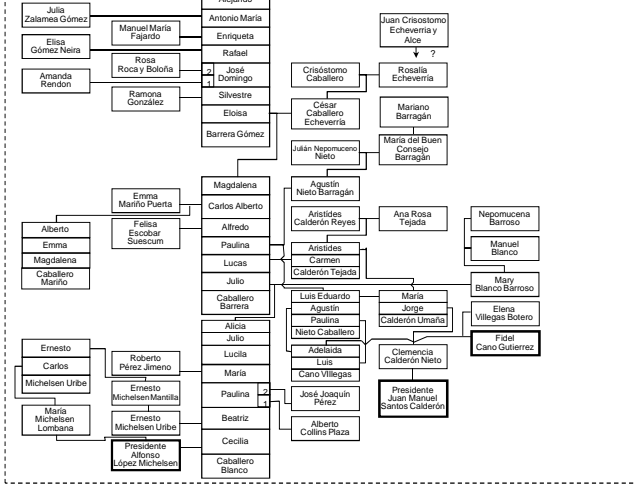 Alejandro
Julia
Zalamea Gómez
Antonio María
Manuel María
Fajardo
Enriqueta
Elisa
Gómez Neira
Rafael
Rosa
Roca y Boloña
2
1
José
Domingo
Amanda
Rendon
Ramona
González
Silvestre
Eloisa
Barrera Gómez
Juan Crisostomo
Echeverria y
Alce
?
Crisóstomo
Caballero
Rosalía
Echeverría
César
Caballero
Echeverría
Mariano
Barragán
Julián Nepomuceno
Nieto
María del Buen
Consejo
Barragán
Magdalena
Agustín
Nieto Barragán
Emma
Mariño Puerta
Carlos Alberto
Alberto
Emma
Magdalena
Caballero
Mariño
Felisa
Escobar
Suescum
Alfredo
Paulina
Lucas
Julio
Caballero
Barrera
Arístides
Calderón Reyes
Ana Rosa
Tejada
Nepomucena
Barroso
Manuel
Blanco
Aristides
Carmen
Calderón Tejada
Mary
Blanco Barroso
Luis Eduardo
Agustín
Paulina
Nieto Caballero
María
Jorge
Calderón Umaña
Elena
Villegas Botero
Adelaida
Luis
Cano VIllegas
Fidel
Cano Gutierrez
Clemencia
Calderón Nieto
Presidente
Juan Manuel
Santos Calderón
Alicia
Julio
Lucila
María
Paulina
2
1
Beatriz
Cecilia
Caballero
Blanco
Ernesto
Carlos
Michelsen Uribe
Roberto
Pérez Jimeno
Ernesto
Michelsen Mantilla
María
Michelsen
Lombana
Ernesto
Michelsen Uribe
Presidente
Alfonso
López Michelsen
José Joaquín
Pérez
Alberto
Collins Plaza